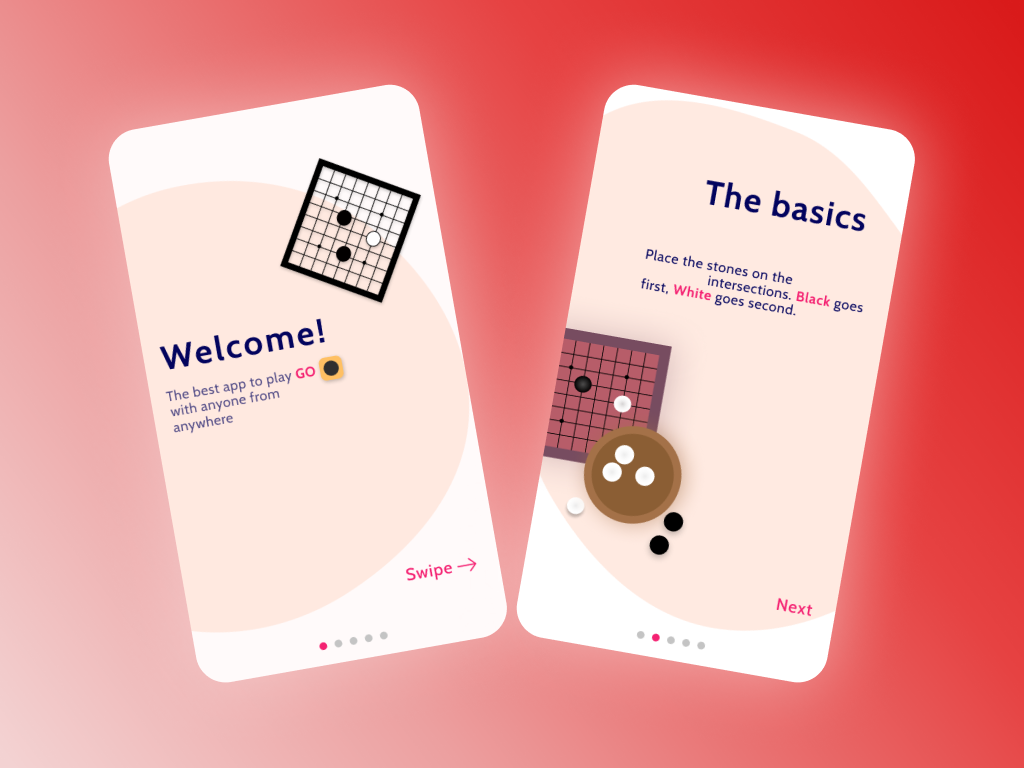 Welcome!
The best app to play GO
with anyone from
anywhere
Swipe
The basics
Place the stones on the
intersections. Black goes
first, White goes second.
Next